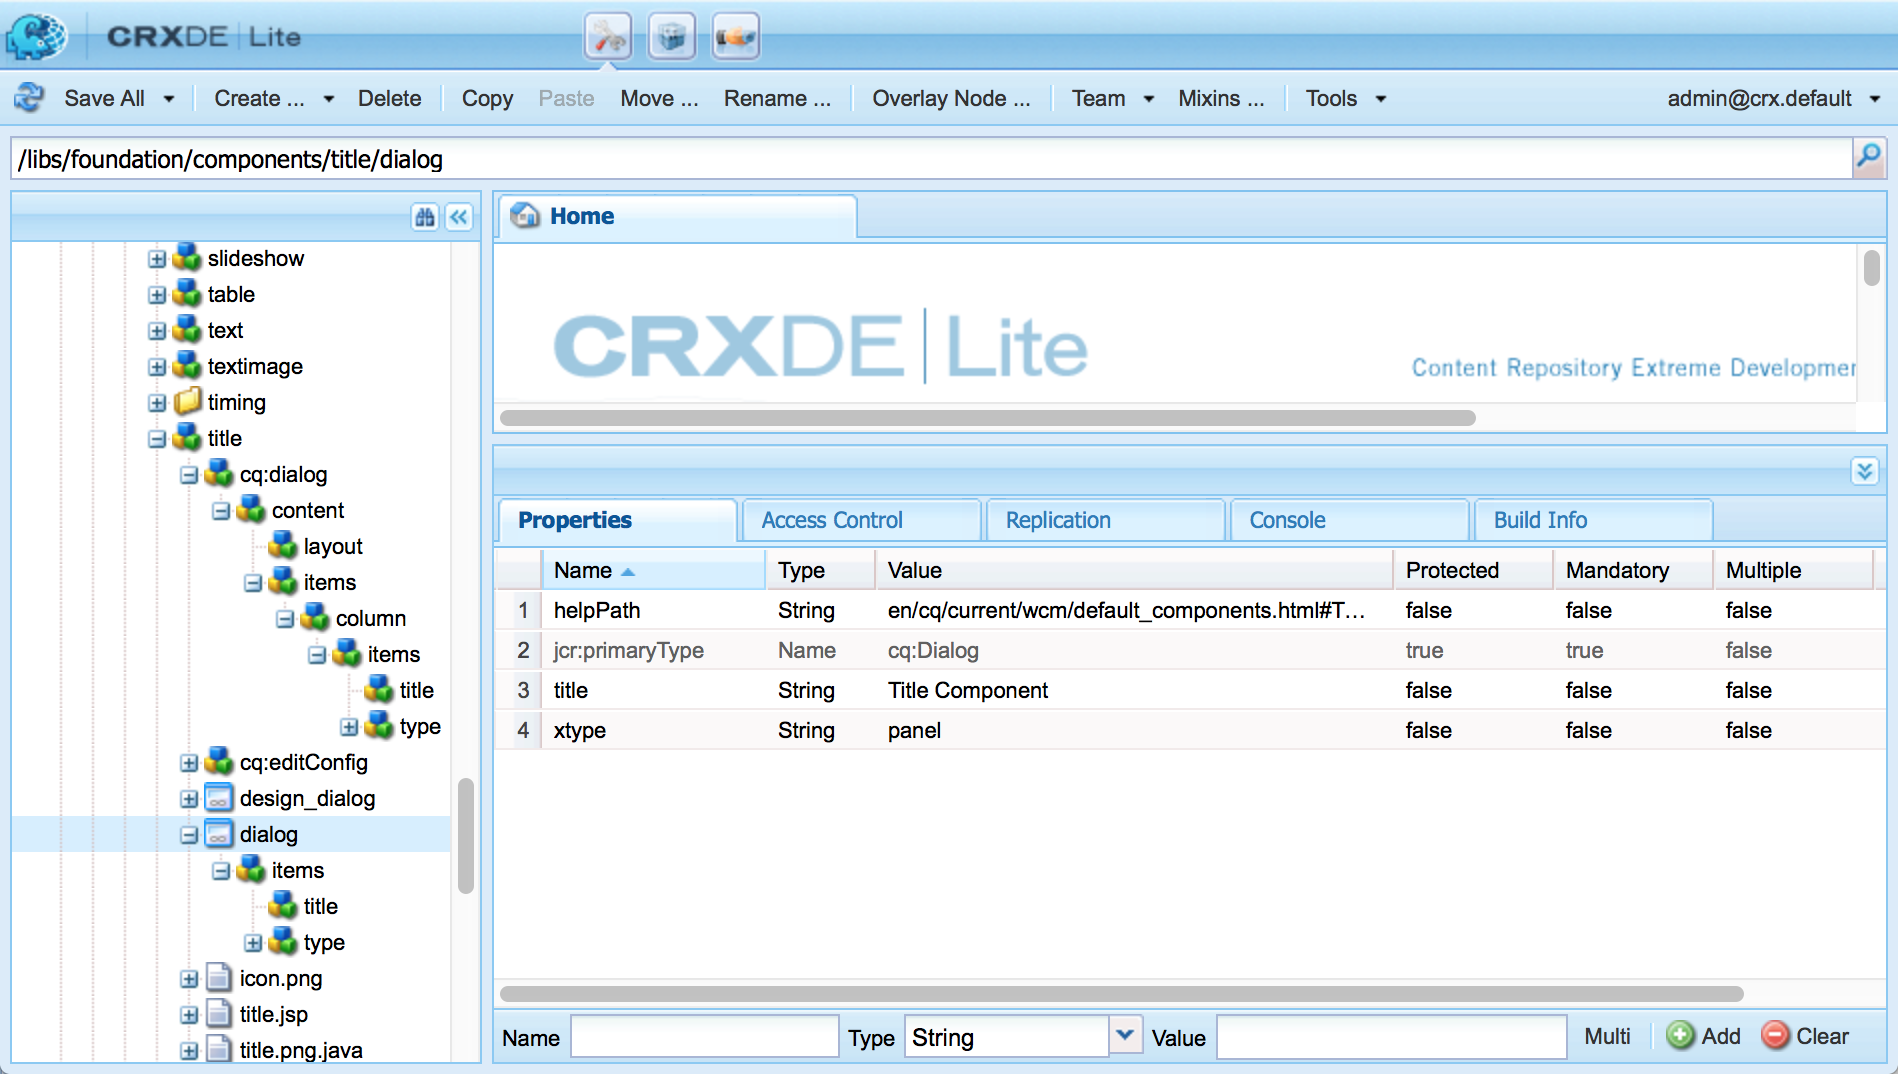 CRXDE | Lite
Save All Create ... Delete Copy Paste Move ... Rename ... Overlay Node ... Team Mixins ... Tools admin@crx.default
/libs/foundation/components/title/dialog
slideshow
table
text
textimage
timing
title
cq:dialog
content
layout
items
column
items
title
type
cq:editConfig
design_dialog
dialog
items
title
type
icon.png
title.jsp
title.png.java
Home
CRXDE | Lite
Content Repository Extreme Developmen
Properties Access Control Replication Console Build Info
Name Type Value Protected Mandatory Multiple
1 helpPath String en/cq/current/wcm/default_components.html#T... false false false
2 jcr:primaryType Name cq:Dialog true true false
3 title String Title Component false false false
4 xtype String panel false false false
Name Type String Value Multi Add Clear